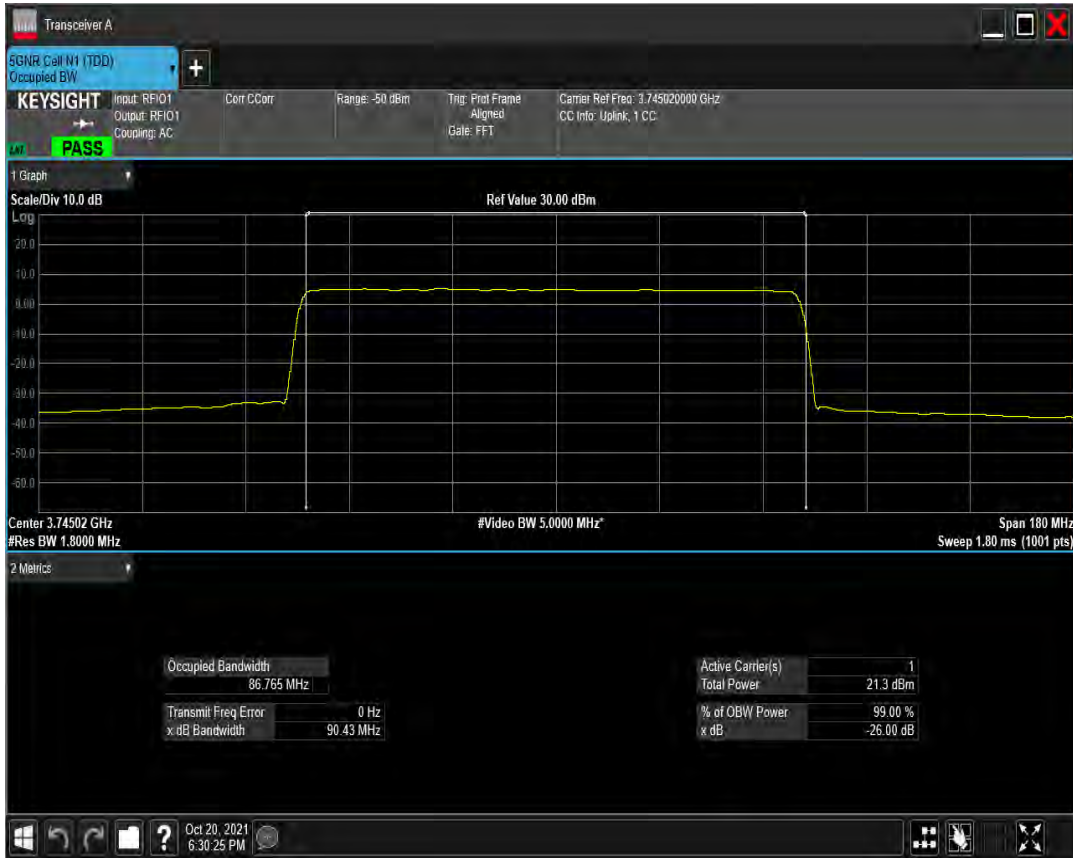 Transceiver A
5GNR Cell N1 (TDD)
Occupied BW
+
KEYSIGHT
Input: RFIO1
Output: RFIO1
Coupling: AC
Corr CCorr
Range: -50 dBm
Trig: Prot Frame
Aligned
Gate: FFT
Carrier Ref Freq: 3.745020000 GHz
CC Info: Uplink, 1 CC
PASS
1 Graph
Scale/Div 10.0 dB
Ref Value 30.00 dBm
Log
20.0
10.0
0.00
-10.0
-20.0
-30.0
-40.0
-50.0
-60.0
Center 3.74502 GHz
#Video BW 5.0000 MHz*
Span 180 MHz
#Res BW 1.8000 MHz
Sweep 1.80 ms (1001 pts)
2 Metrics
Occupied Bandwidth
86.765 MHz
Active Carrier(s) 1
Total Power 21.3 dBm
Transmit Freq Error 0 Hz
x dB Bandwidth 90.43 MHz
% of OBW Power 99.00 %
x dB -26.00 dB
?
Oct 20, 2021
6:30:25 PM